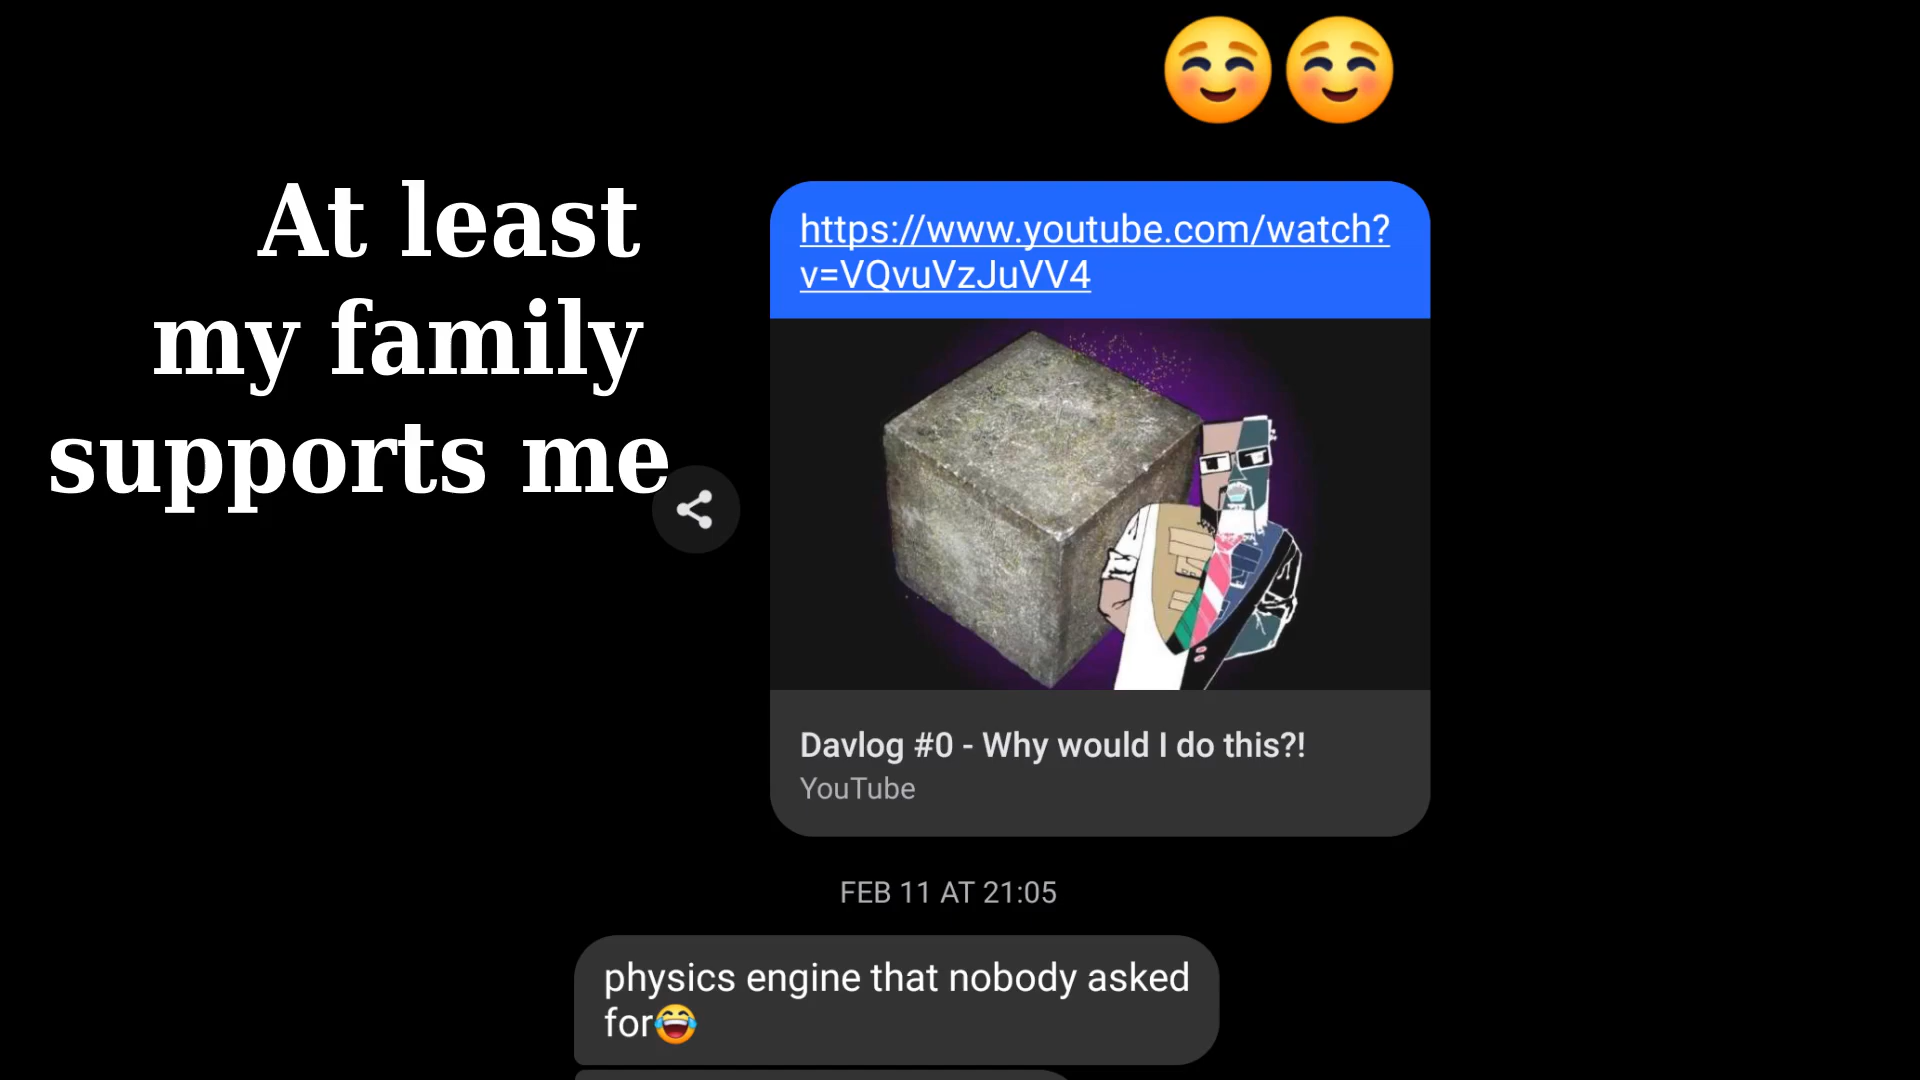 At least
my family
supports me
https://www.youtube.com/watch?
v=VQvuVzJuVV4
Davlog #0 - Why would I do this?!
YouTube
FEB 11 AT 21:05
physics engine that nobody asked
for😂